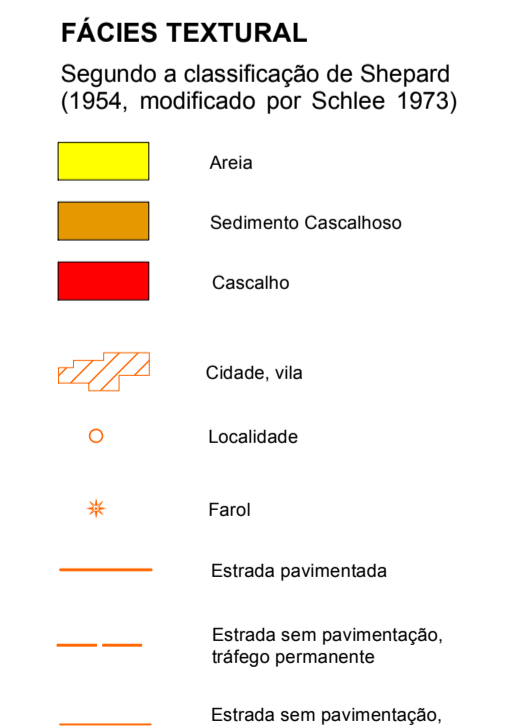 FÁCIES TEXTURAL
Segundo a classificação de Shepard
(1954, modificado por Schlee 1973)
Areia
Sedimento Cascalhoso
Cascalho
Cidade, vila
Localidade
Farol
Estrada pavimentada
Estrada sem pavimentação,
tráfego permanente
Estrada sem pavimentação,